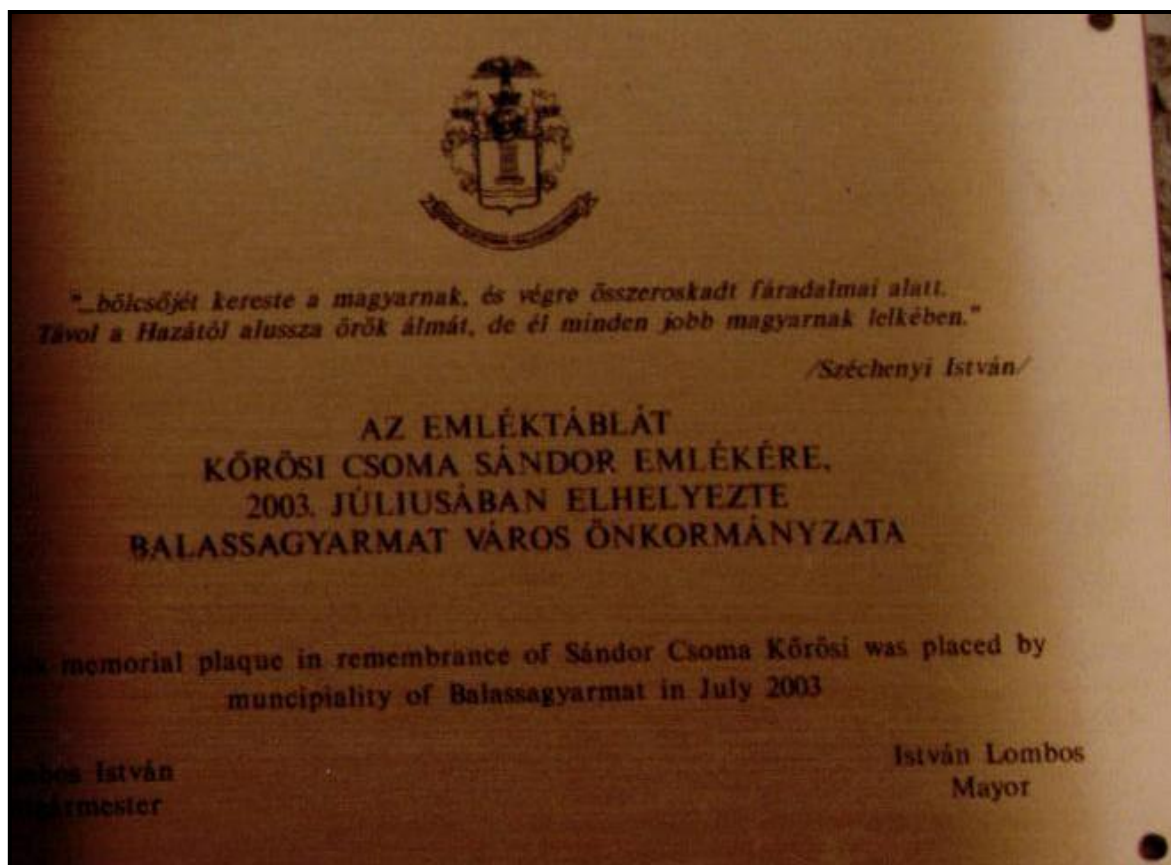 "...bölcsőjét kereste a magyarnak, és végre összeroskadt fáradalmai alatt.
Távol a Hazától alussza örök álmát, de él minden jobb magyarnak lelkében."
/Széchenyi István/
AZ EMLÉKTÁBLÁT
KŐRÖSI CSOMA SÁNDOR EMLÉKÉRE,
2003. JÚLIUSÁBAN ELHELYEZTE
BALASSAGYARMAT VÁROS ÖNKORMÁNYZATA
memorial plaque in remembrance of Sándor Csoma Kőrösi was placed by
muncipiality of Balassagyarmat in July 2003
István
István Lombos
Mayor